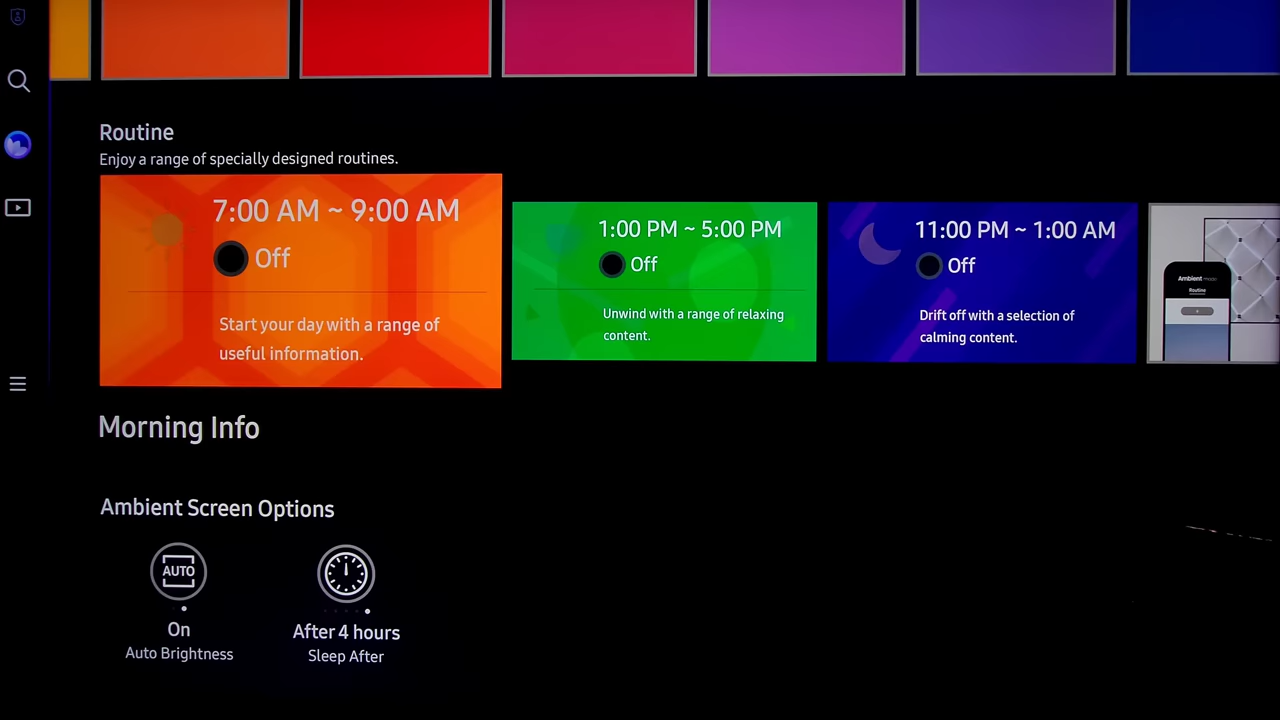 Routine
Enjoy a range of specially designed routines.
7:00 AM ~ 9:00 AM
Off
Start your day with a range of
useful information.
1:00 PM ~ 5:00 PM
Off
Unwind with a range of relaxing
content.
11:00 PM ~ 1:00 AM
Off
Drift off with a selection of
calming content.
Ambient mode
Routine
Morning Info
Ambient Screen Options
AUTO
On
Auto Brightness
After 4 hours
Sleep After